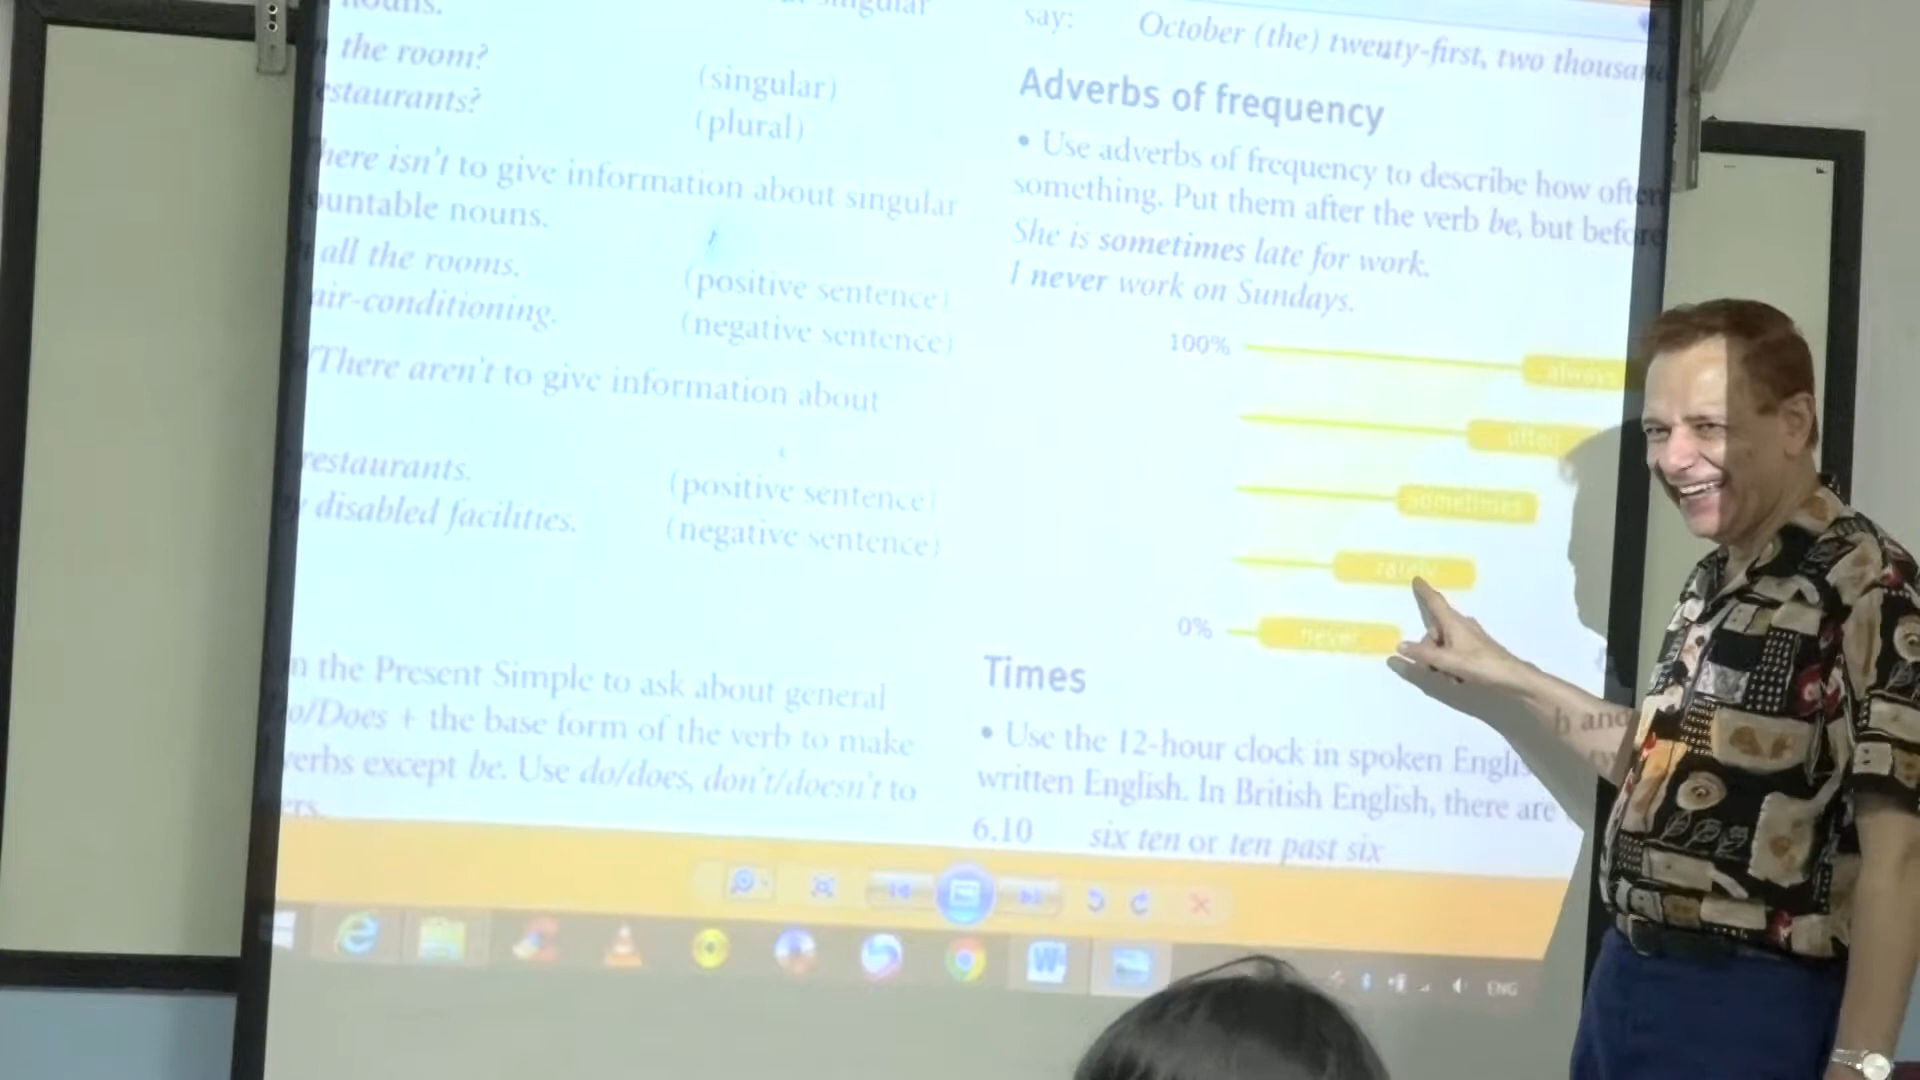 nouns.
singular
the room?
(singular)
restaurants?
(plural)
here isn't to give information about singular
ountable nouns.
all the rooms.
(positive sentence)
air-conditioning.
(negative sentence)
/There aren't to give information about
restaurants.
(positive sentence)
disabled facilities.
(negative sentence)
n the Present Simple to ask about general
o/Does + the base form of the verb to make
verbs except be. Use do/does, don't/doesn't to
ers.
say: October (the) twenty-first, two thousand
Adverbs of frequency
• Use adverbs of frequency to describe how often
something. Put them after the verb be, but before
She is sometimes late for work.
I never work on Sundays.
100% always
often
sometimes
rarely
0% never
Times
• Use the 12-hour clock in spoken Englis
h and
written English. In British English, there are
6.10 six ten or ten past six
W
ENG